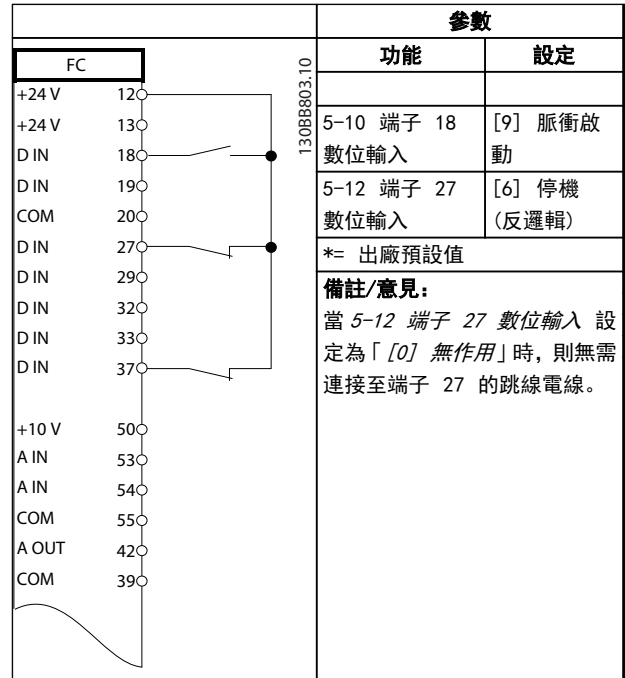 FC
+24 V 12
+24 V 13
D IN 18
D IN 19
COM 20
D IN 27
D IN 29
D IN 32
D IN 33
D IN 37
+10 V 50
A IN 53
A IN 54
COM 55
A OUT 42
COM 39
130BB803.10
參數
功能 設定
5-10 端子 18 [9] 脈衝啟
數位輸入 動
5-12 端子 27 [6] 停機
數位輸入 (反邏輯)
*= 出廠預設值
備註/意見:
當 5-12 端子 27 數位輸入 設
定為「[0] 無作用」時, 則無需
連接至端子 27 的跳線電線。